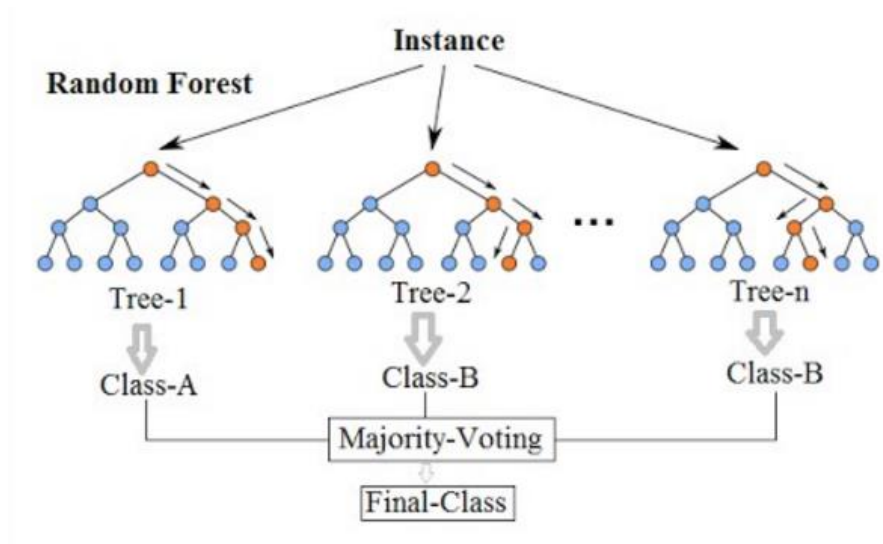 Instance
Random Forest
...
Tree-1
Tree-2
Tree-n
Class-A
Class-B
Class-B
Majority-Voting
Final-Class